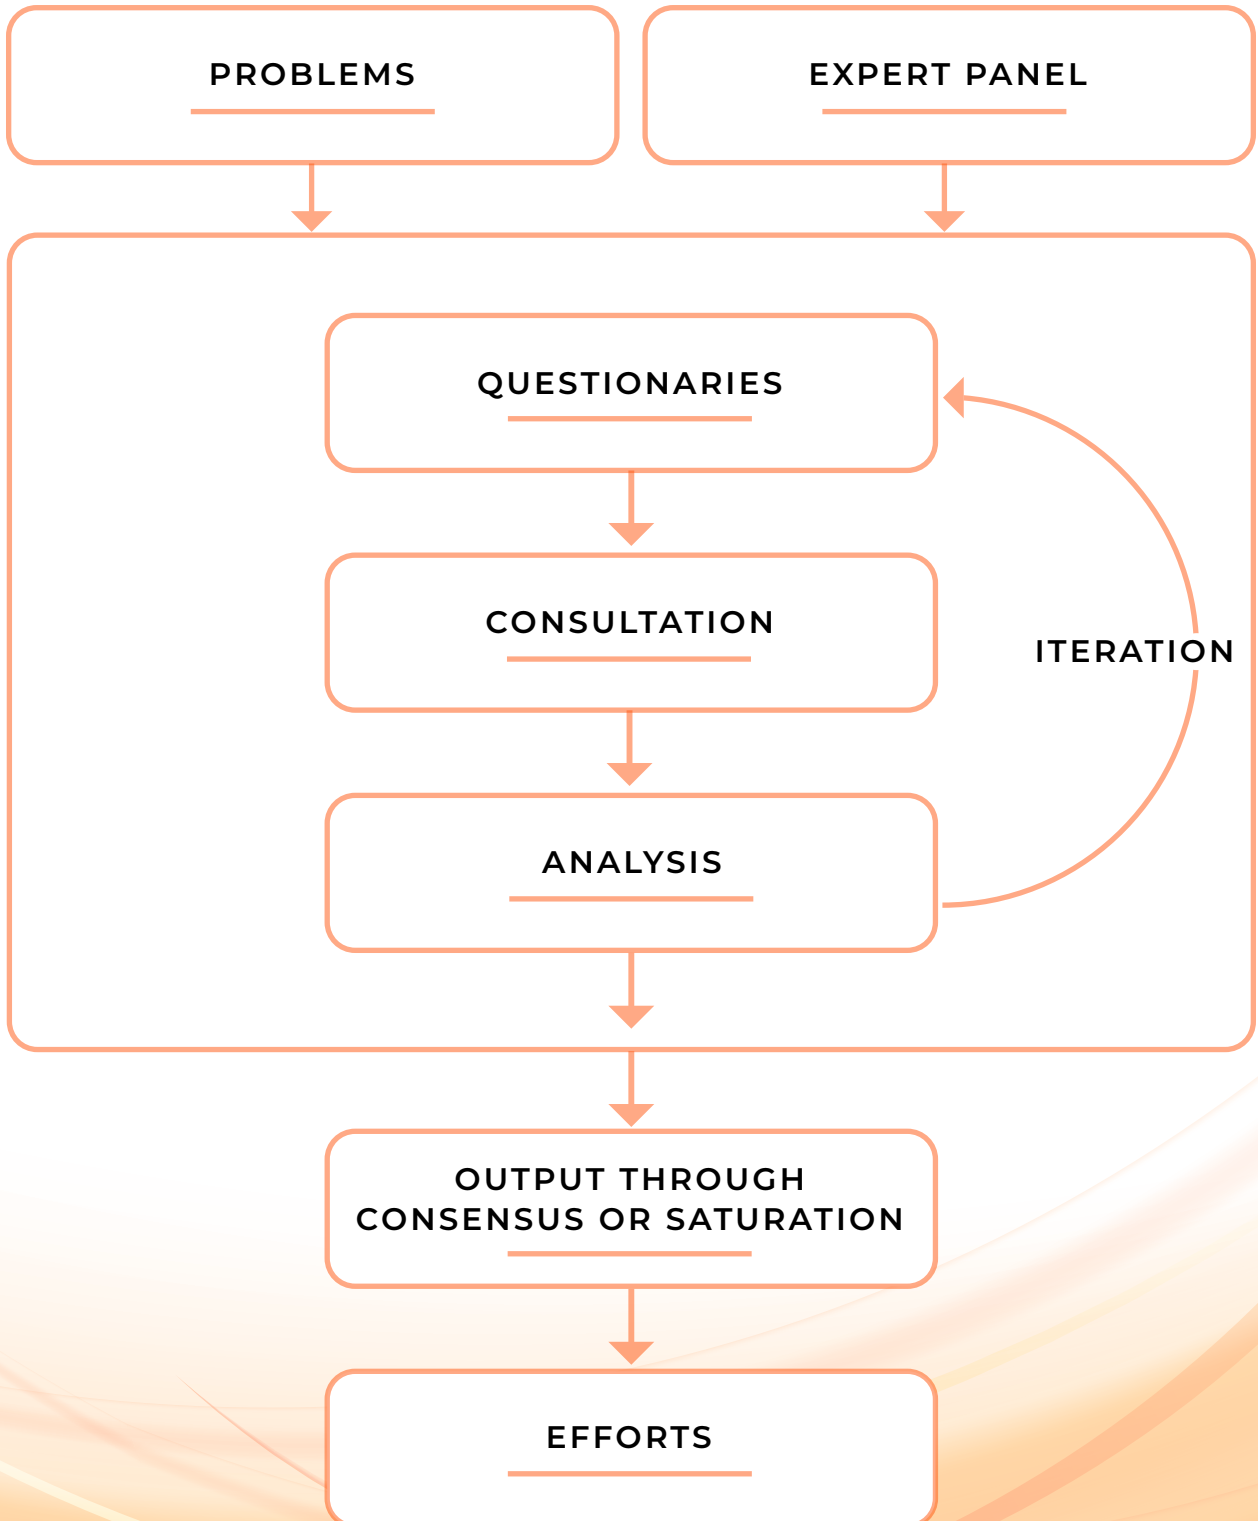 PROBLEMS
EXPERT PANEL
QUESTIONARIES
CONSULTATION
ITERATION
ANALYSIS
OUTPUT THROUGH
CONSENSUS OR SATURATION
EFFORTS